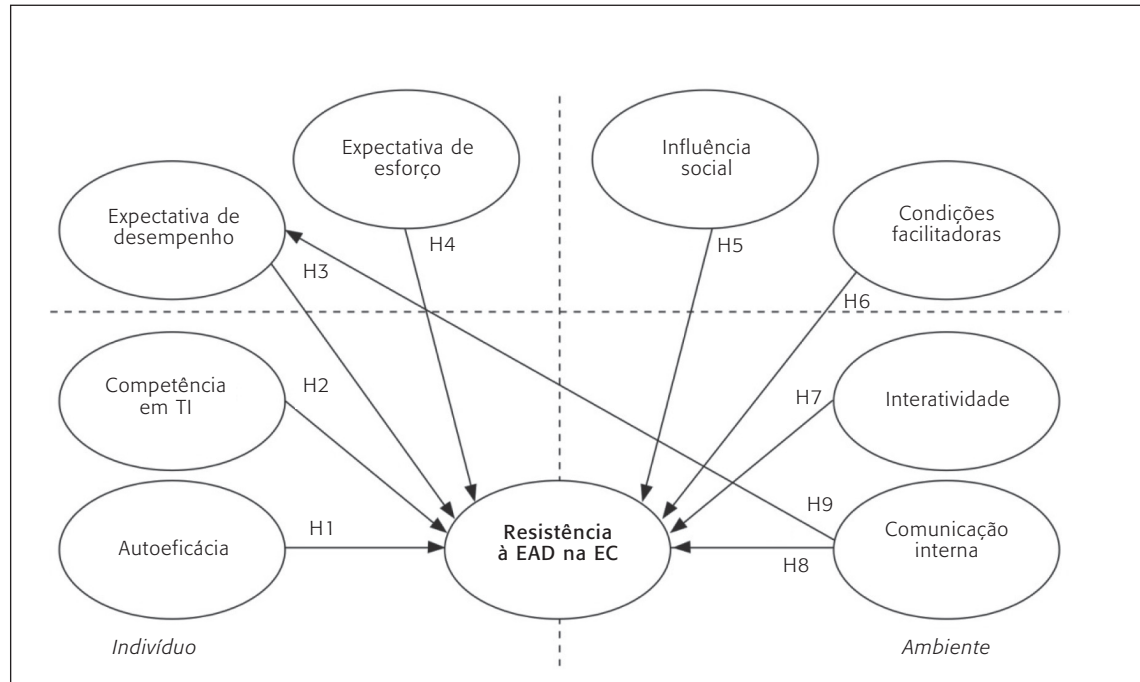 Expectativa de
esforço
Influência
social
Expectativa de
desempenho
Condições
facilitadoras
H3
H4
H5
H6
Competência
em TI
H2
H7
Interatividade
Autoeficácia
H1
Resistência
à EAD na EC
H9
H8
Comunicação
interna
Indivíduo
Ambiente